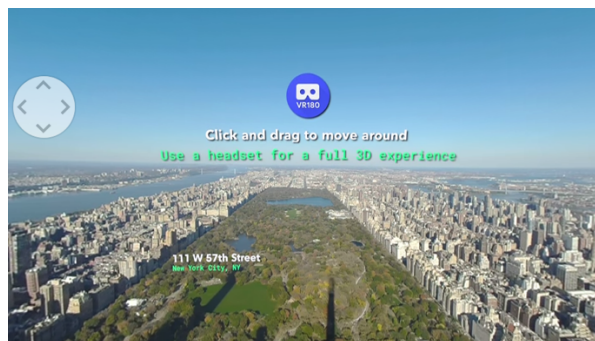 VR180
Click and drag to move around
Use a headset for a full 3D experience
111 W 57th Street
New York City, NY